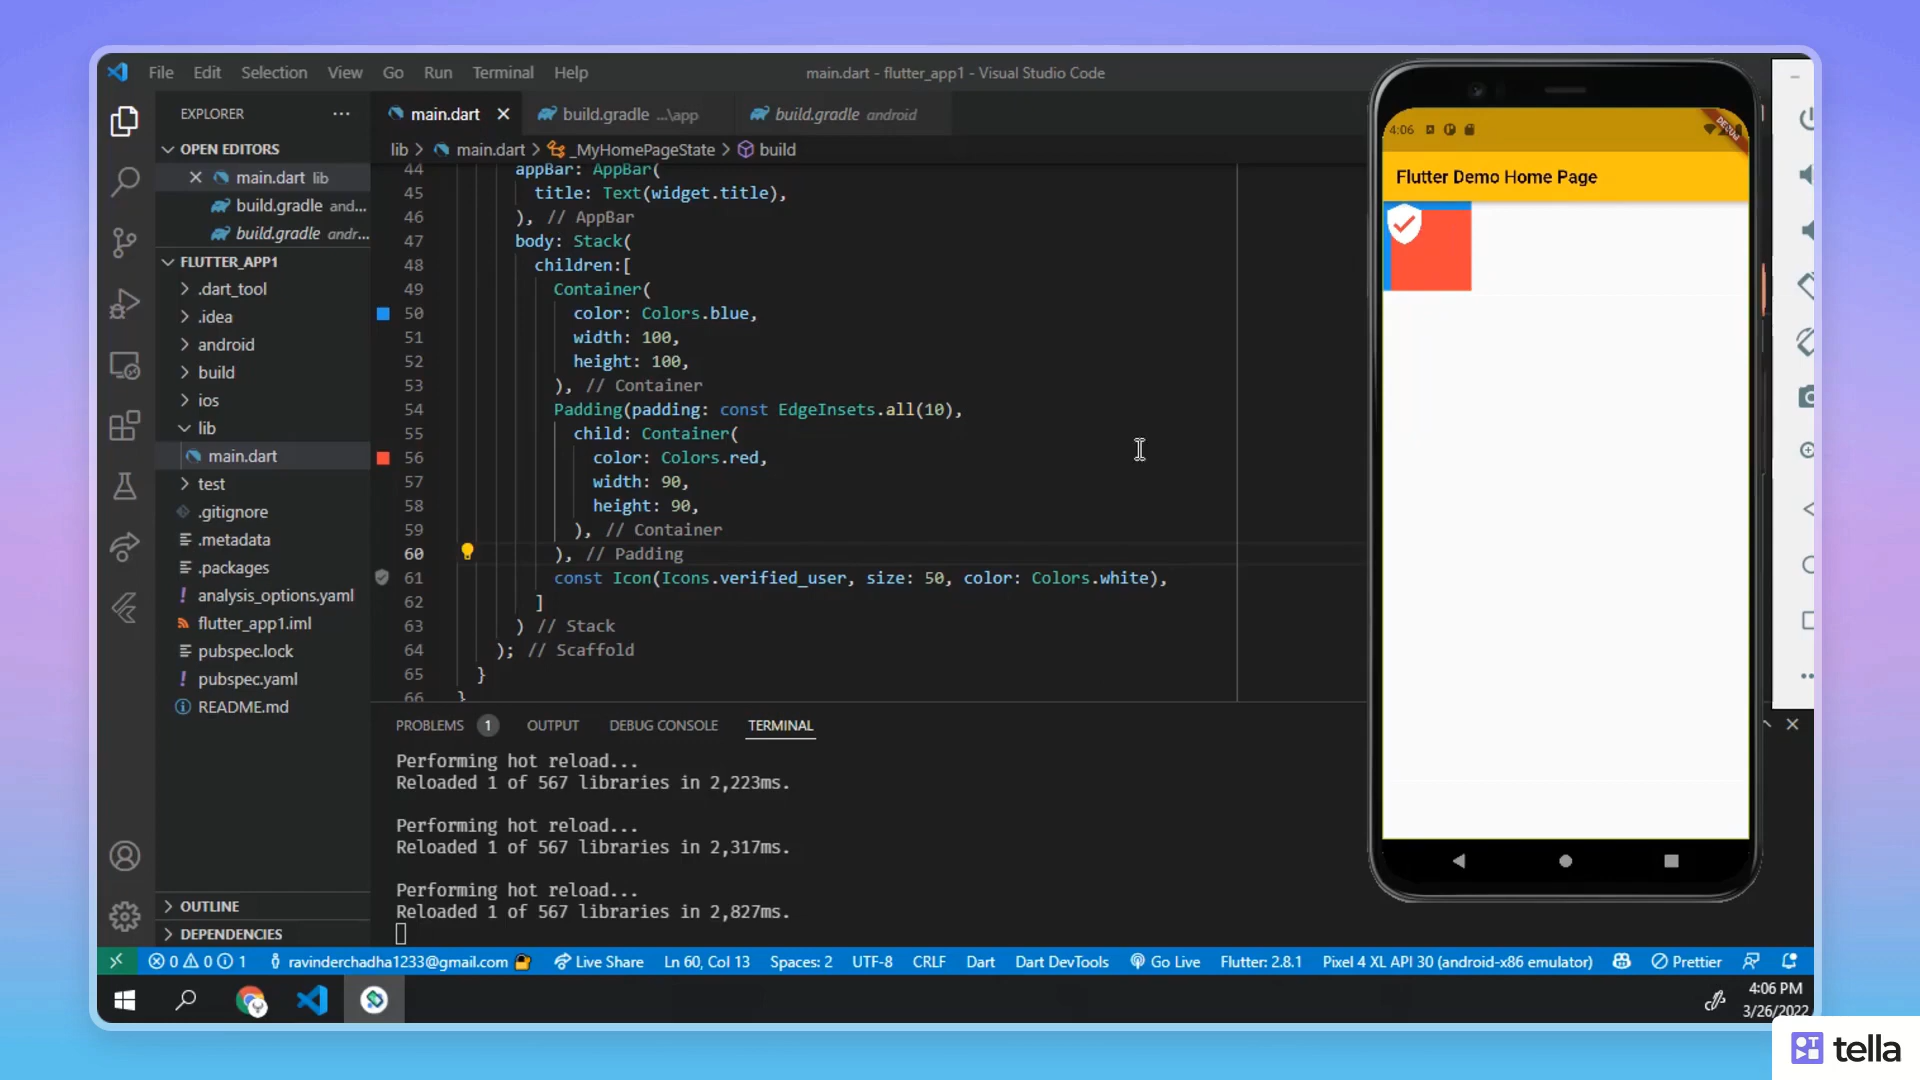 File Edit Selection View Go Run Terminal Help
main.dart - flutter_app1 - Visual Studio Code
EXPLORER
OPEN EDITORS
main.dart lib
build.gradle and...
build.gradle andr...
FLUTTER_APP1
.dart_tool
.idea
android
build
ios
lib
main.dart
test
.gitignore
.metadata
.packages
analysis_options.yaml
flutter_app1.iml
pubspec.lock
pubspec.yaml
README.md
OUTLINE
DEPENDENCIES
main.dart
build.gradle ...\app
build.gradle android
lib > main.dart > _MyHomePageState > build
44 appBar: AppBar(
45 title: Text(widget.title),
46 ), // AppBar
47 body: Stack(
48 children:[
49 Container(
50 color: Colors.blue,
51 width: 100,
52 height: 100,
53 ), // Container
54 Padding(padding: const EdgeInsets.all(10),
55 child: Container(
56 color: Colors.red,
57 width: 90,
58 height: 90,
59 ), // Container
60 ), // Padding
61 const Icon(Icons.verified_user, size: 50, color: Colors.white),
62 ]
63 ) // Stack
64 ); // Scaffold
65 }
66 }
PROBLEMS 1 OUTPUT DEBUG CONSOLE TERMINAL
Performing hot reload...
Reloaded 1 of 567 libraries in 2,223ms.
Performing hot reload...
Reloaded 1 of 567 libraries in 2,317ms.
Performing hot reload...
Reloaded 1 of 567 libraries in 2,827ms.
4:06
DEBUG
Flutter Demo Home Page
0 0 1 ravinderchadha1233@gmail.com Live Share Ln 60, Col 13 Spaces: 2 UTF-8 CRLF Dart Dart DevTools Go Live Flutter: 2.8.1 Pixel 4 XL API 30 (android-x86 emulator) Prettier
4:06 PM
3/26/2022
tella